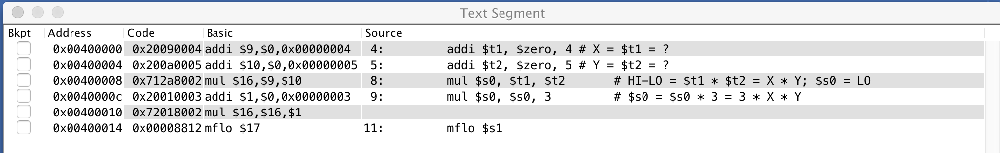 Text Segment
Bkpt Address Code Basic Source
0x00400000 0x20090004 addi $9,$0,0x00000004 4: addi $t1, $zero, 4 # X = $t1 = ?
0x00400004 0x200a0005 addi $10,$0,0x00000005 5: addi $t2, $zero, 5 # Y = $t2 = ?
0x00400008 0x712a8002 mul $16,$9,$10 8: mul $s0, $t1, $t2 # HI-LO = $t1 * $t2 = X * Y; $s0 = LO
0x0040000c 0x20010003 addi $1,$0,0x00000003 9: mul $s0, $s0, 3 # $s0 = $s0 * 3 = 3 * X * Y
0x00400010 0x72018002 mul $16,$16,$1
0x00400014 0x00008812 mflo $17 11: mflo $s1